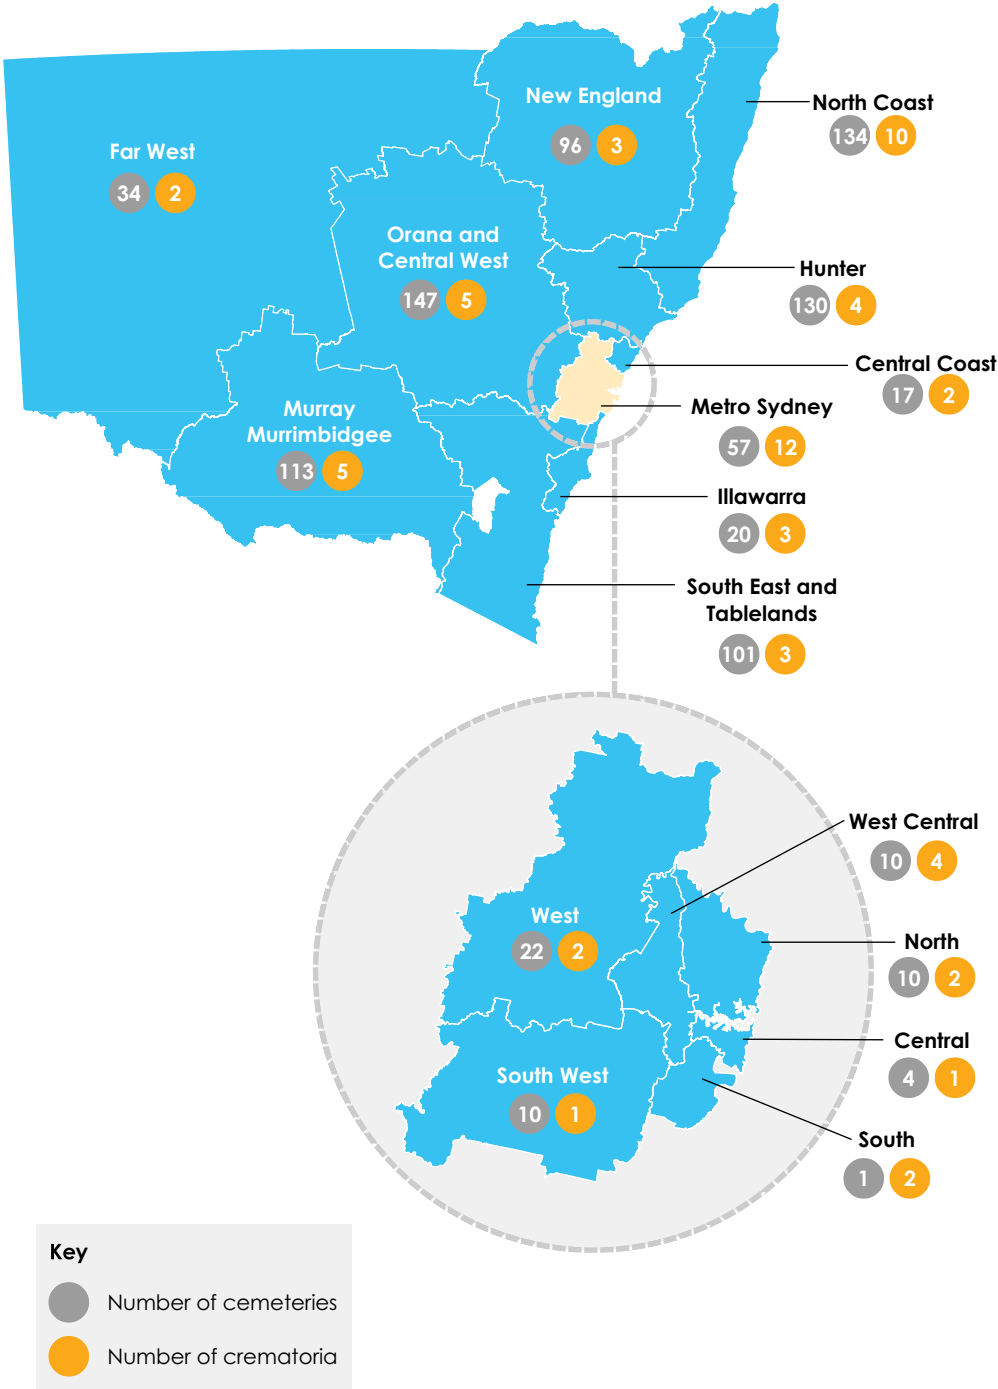 New England
96 3
North Coast
134 10
Far West
34 2
Orana and
Central West
147 5
Hunter
130 4
Central Coast
17 2
Murray
Murrimbidgee
113 5
Metro Sydney
57 12
Illawarra
20 3
South East and
Tablelands
101 3
West Central
10 4
West
22 2
North
10 2
Central
4 1
South West
10 1
South
1 2
Key
Number of cemeteries
Number of crematoria